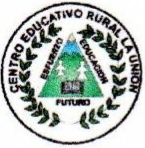 CENTRO EDUCATIVO RURAL LA UNION
ESFUERZO
EDUCACION
FUTURO